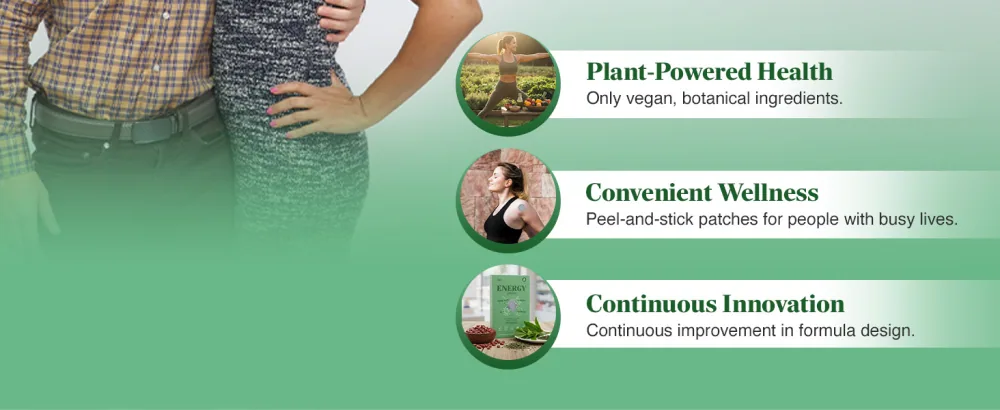 Plant-Powered Health
Only vegan, botanical ingredients.
Convenient Wellness
Peel-and-stick patches for people with busy lives.
ENERGY
Continuous Innovation
Continuous improvement in formula design.